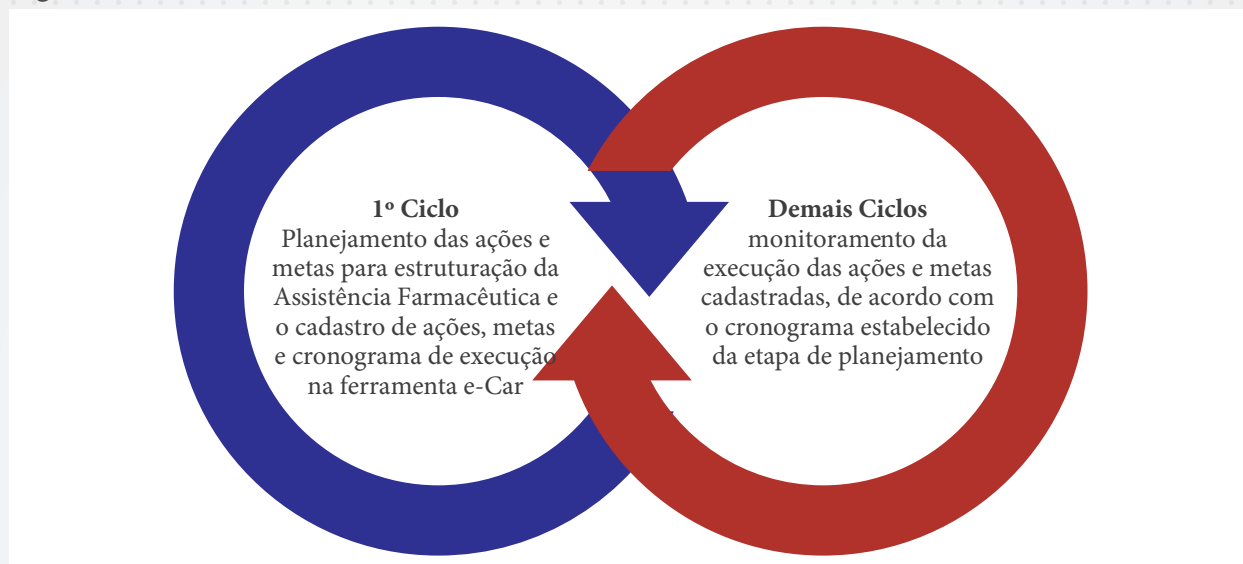 1º Ciclo
Planejamento das ações e
metas para estruturação da
Assistência Farmacêutica e
o cadastro de ações, metas
e cronograma de execução
na ferramenta e-Car
Demais Ciclos
monitoramento da
execução das ações e metas
cadastradas, de acordo com
o cronograma estabelecido
da etapa de planejamento